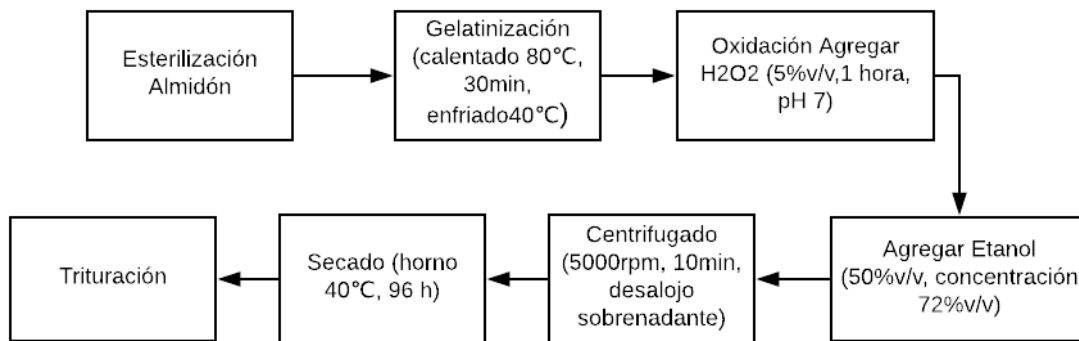 Esterilización
Almidón
Gelatinización
(calentado 80℃,
30min,
enfriado40℃)
Oxidación Agregar
H2O2 (5%v/v,1 hora,
pH 7)
Agregar Etanol
(50%v/v, concentración
72%v/v)
Centrifugado
(5000rpm, 10min,
desalojo
sobrenadante)
Secado (horno
40℃, 96 h)
Trituración